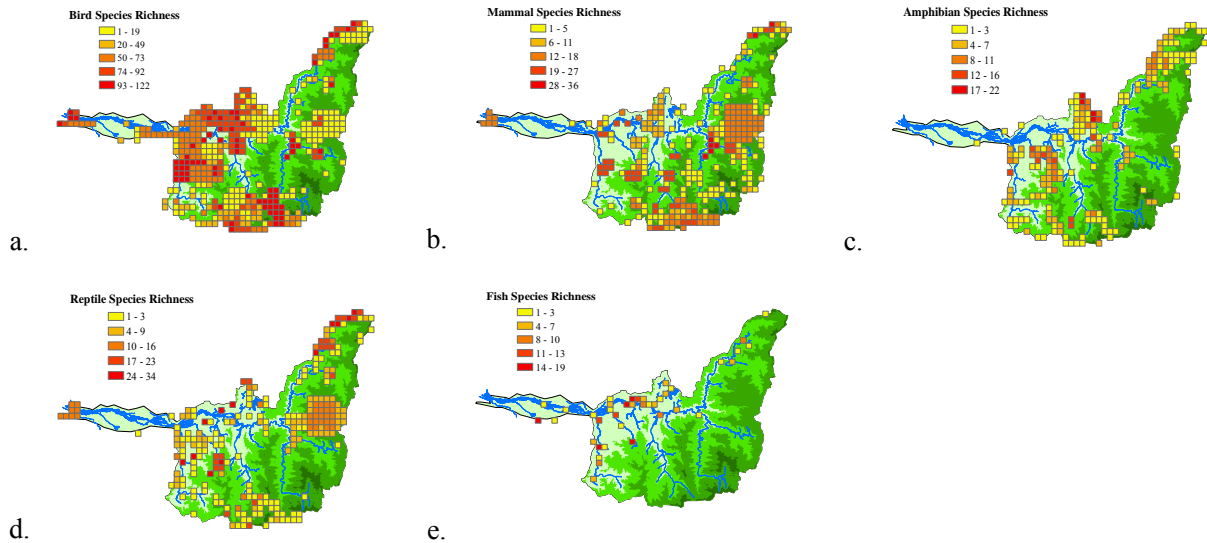 Bird Species Richness
1 - 19
20 - 49
50 - 73
74 - 92
93 - 122
a.
Mammal Species Richness
1 - 5
6 - 11
12 - 18
19 - 27
28 - 36
b.
Amphibian Species Richness
1 - 3
4 - 7
8 - 11
12 - 16
17 - 22
c.
Reptile Species Richness
1 - 3
4 - 9
10 - 16
17 - 23
24 - 34
d.
Fish Species Richness
1 - 3
4 - 7
8 - 10
11 - 13
14 - 19
e.